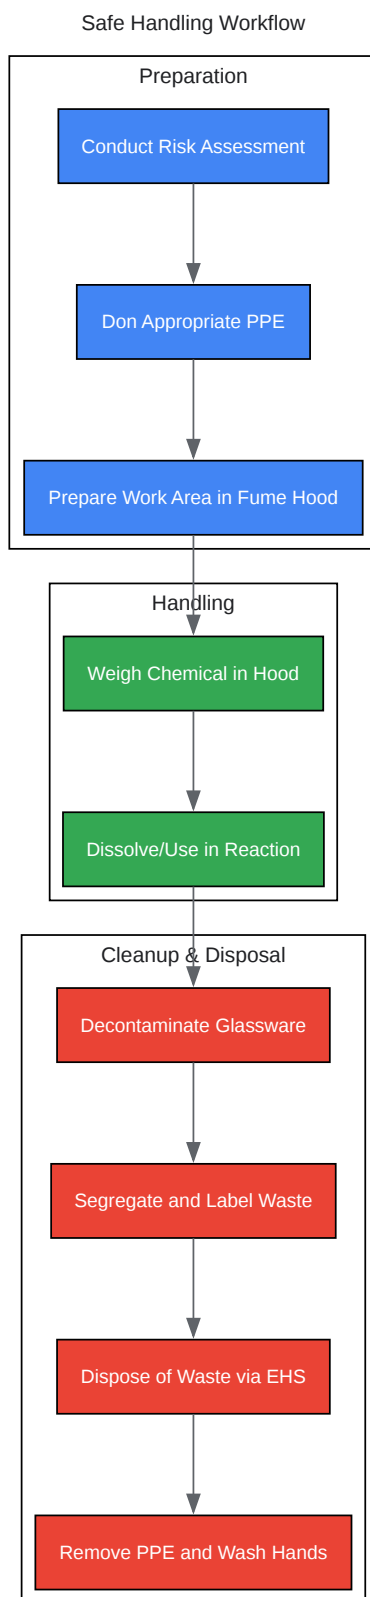 Safe Handling Workflow
Preparation
Conduct Risk Assessment
Don Appropriate PPE
Prepare Work Area in Fume Hood
Handling
Weigh Chemical in Hood
Dissolve/Use in Reaction
Cleanup & Disposal
Decontaminate Glassware
Segregate and Label Waste
Dispose of Waste via EHS
Remove PPE and Wash Hands